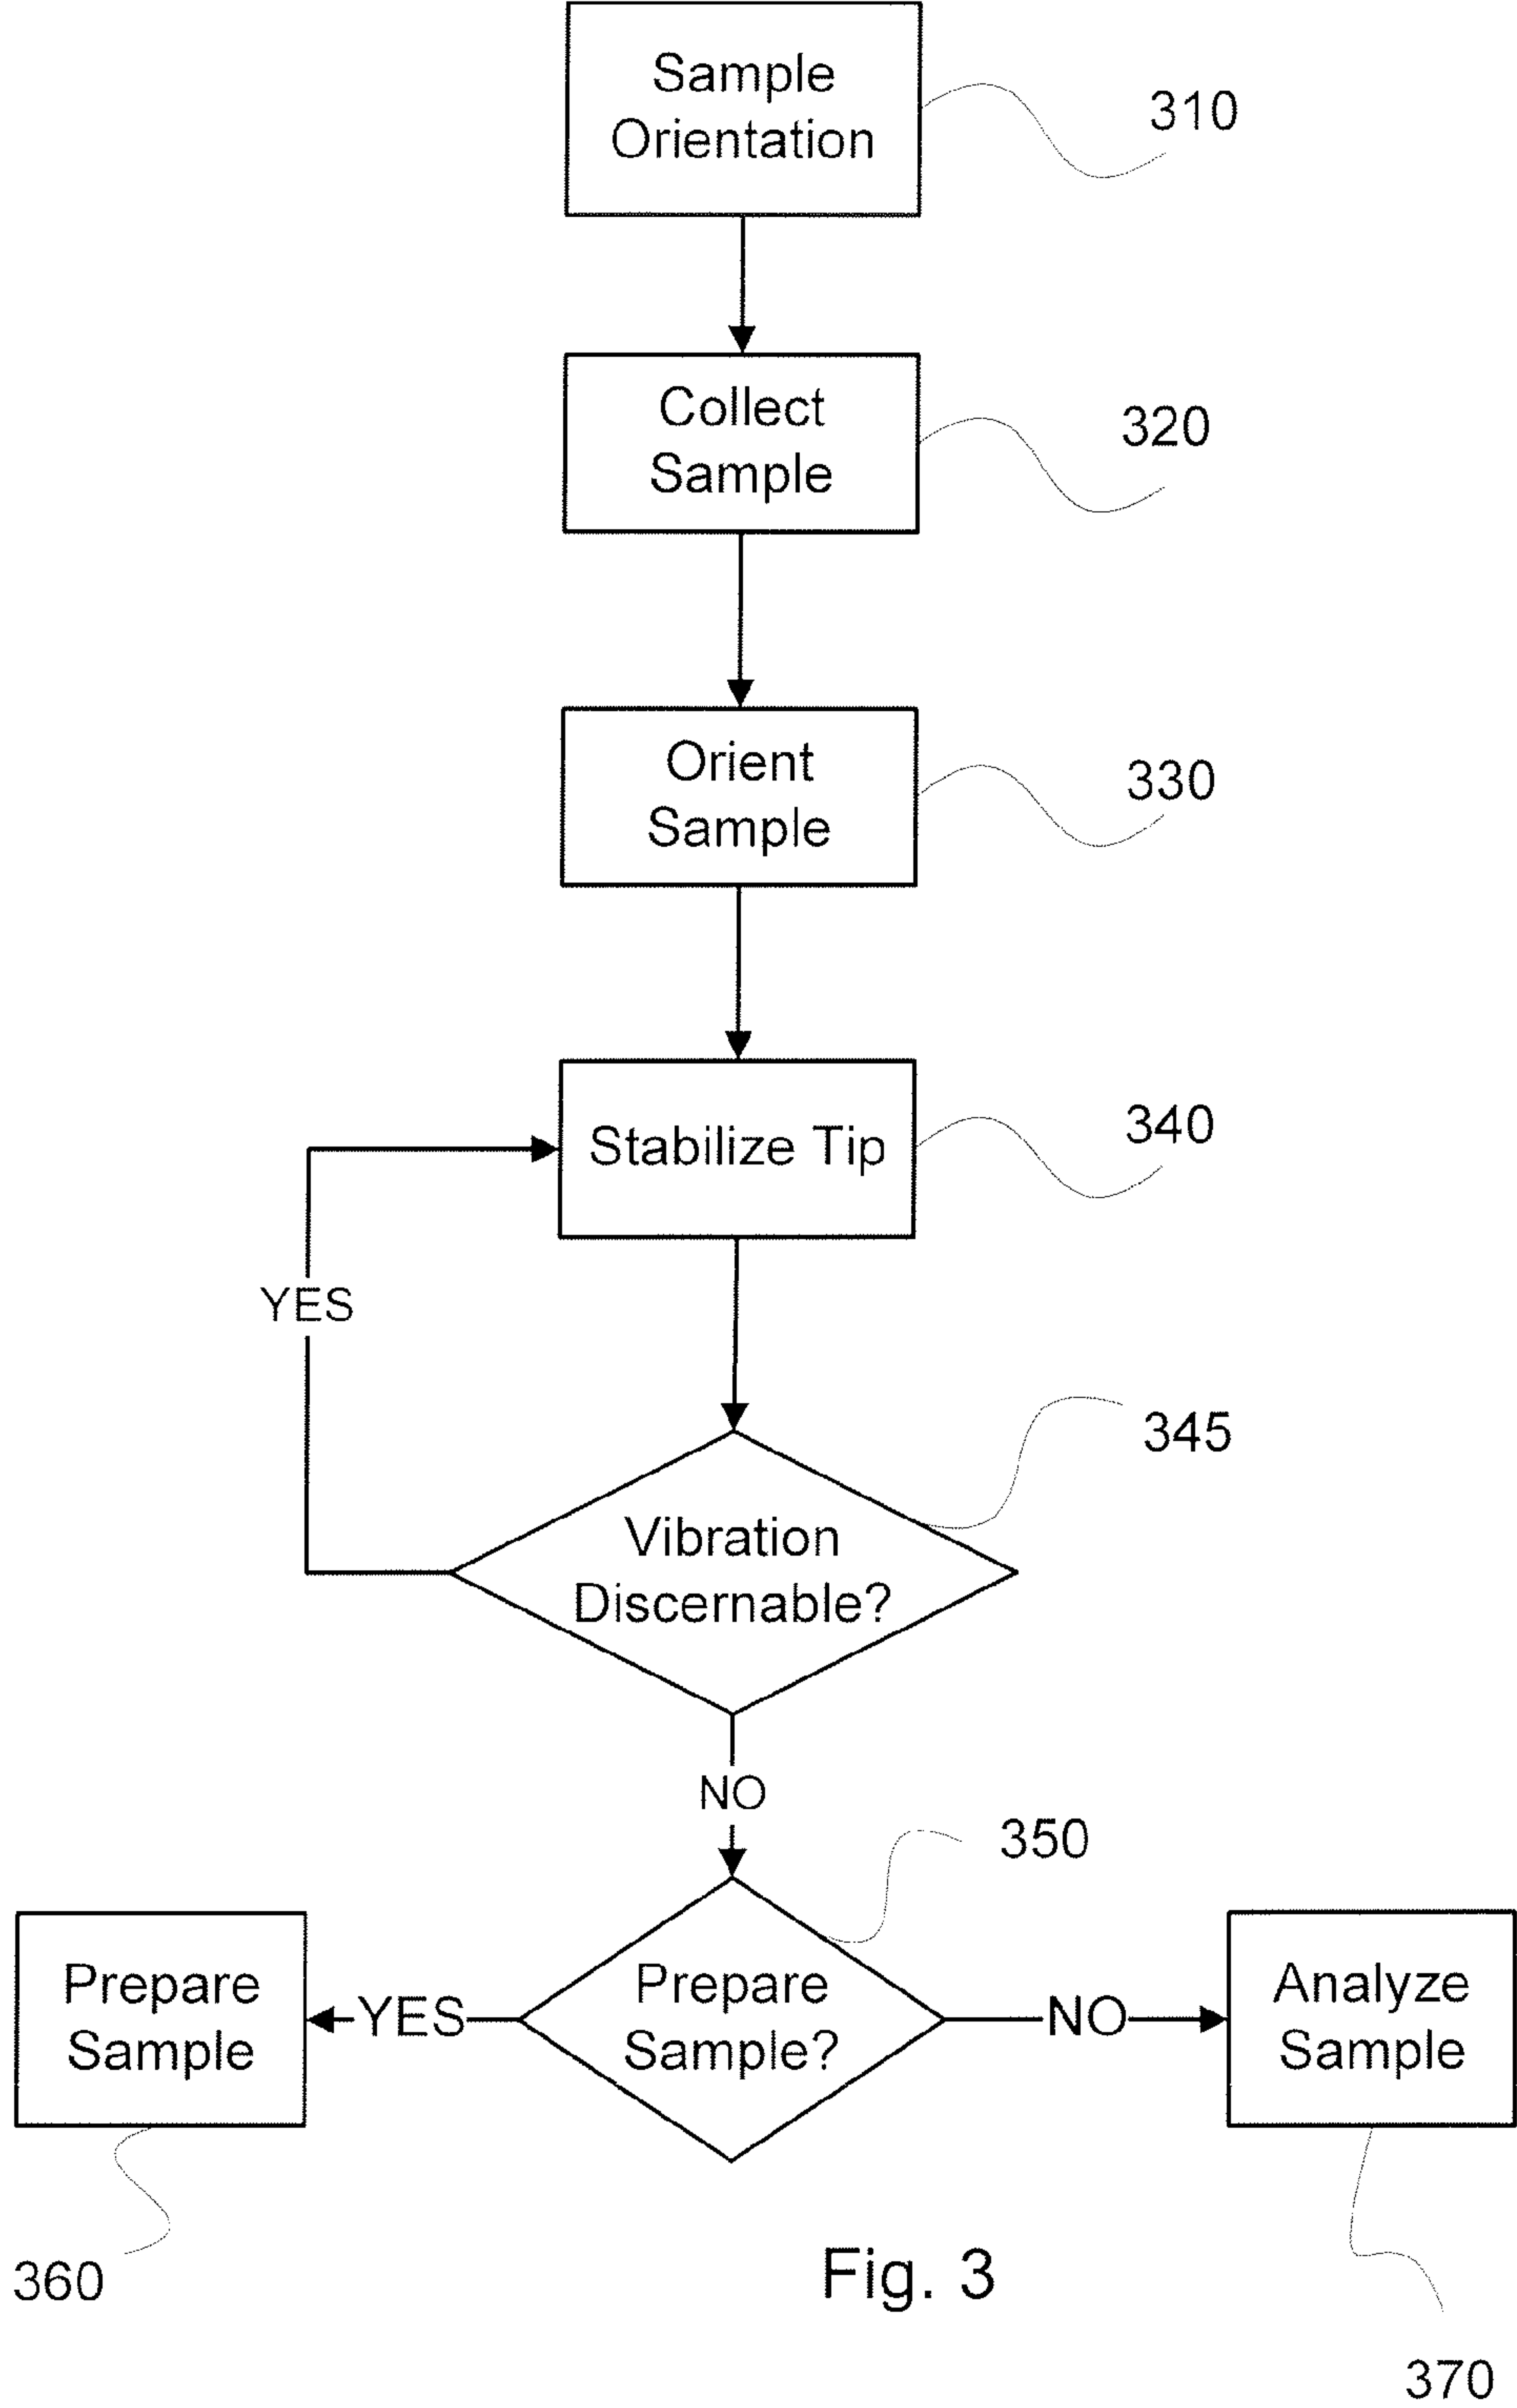 Sample
Orientation
310
Collect
Sample
320
Orient
Sample
330
Stabilize Tip
340
YES
345
Vibration
Discernable?
NO
350
Prepare
Sample
YES
Prepare
Sample?
NO
Analyze
Sample
360
Fig. 3
370